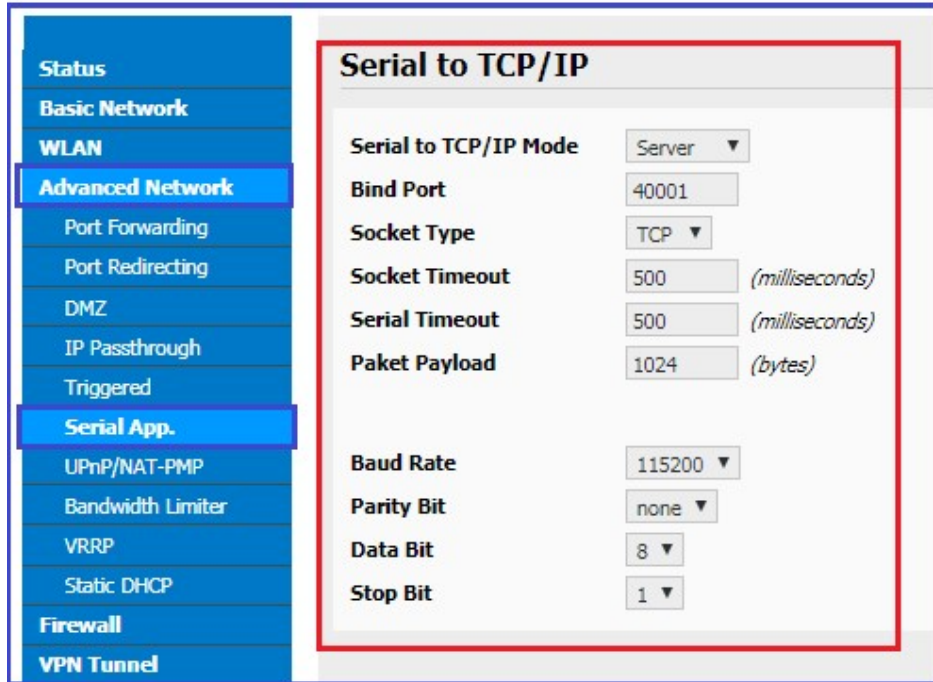 Status
Basic Network
WLAN
Advanced Network
Port Forwarding
Port Redirecting
DMZ
IP Passthrough
Triggered
Serial App.
UPnP/NAT-PMP
Bandwidth Limiter
VRRP
Static DHCP
Firewall
VPN Tunnel
Serial to TCP/IP
Serial to TCP/IP Mode Server
Bind Port 40001
Socket Type TCP
Socket Timeout 500 (milliseconds)
Serial Timeout 500 (milliseconds)
Paket Payload 1024 (bytes)
Baud Rate 115200
Parity Bit none
Data Bit 8
Stop Bit 1